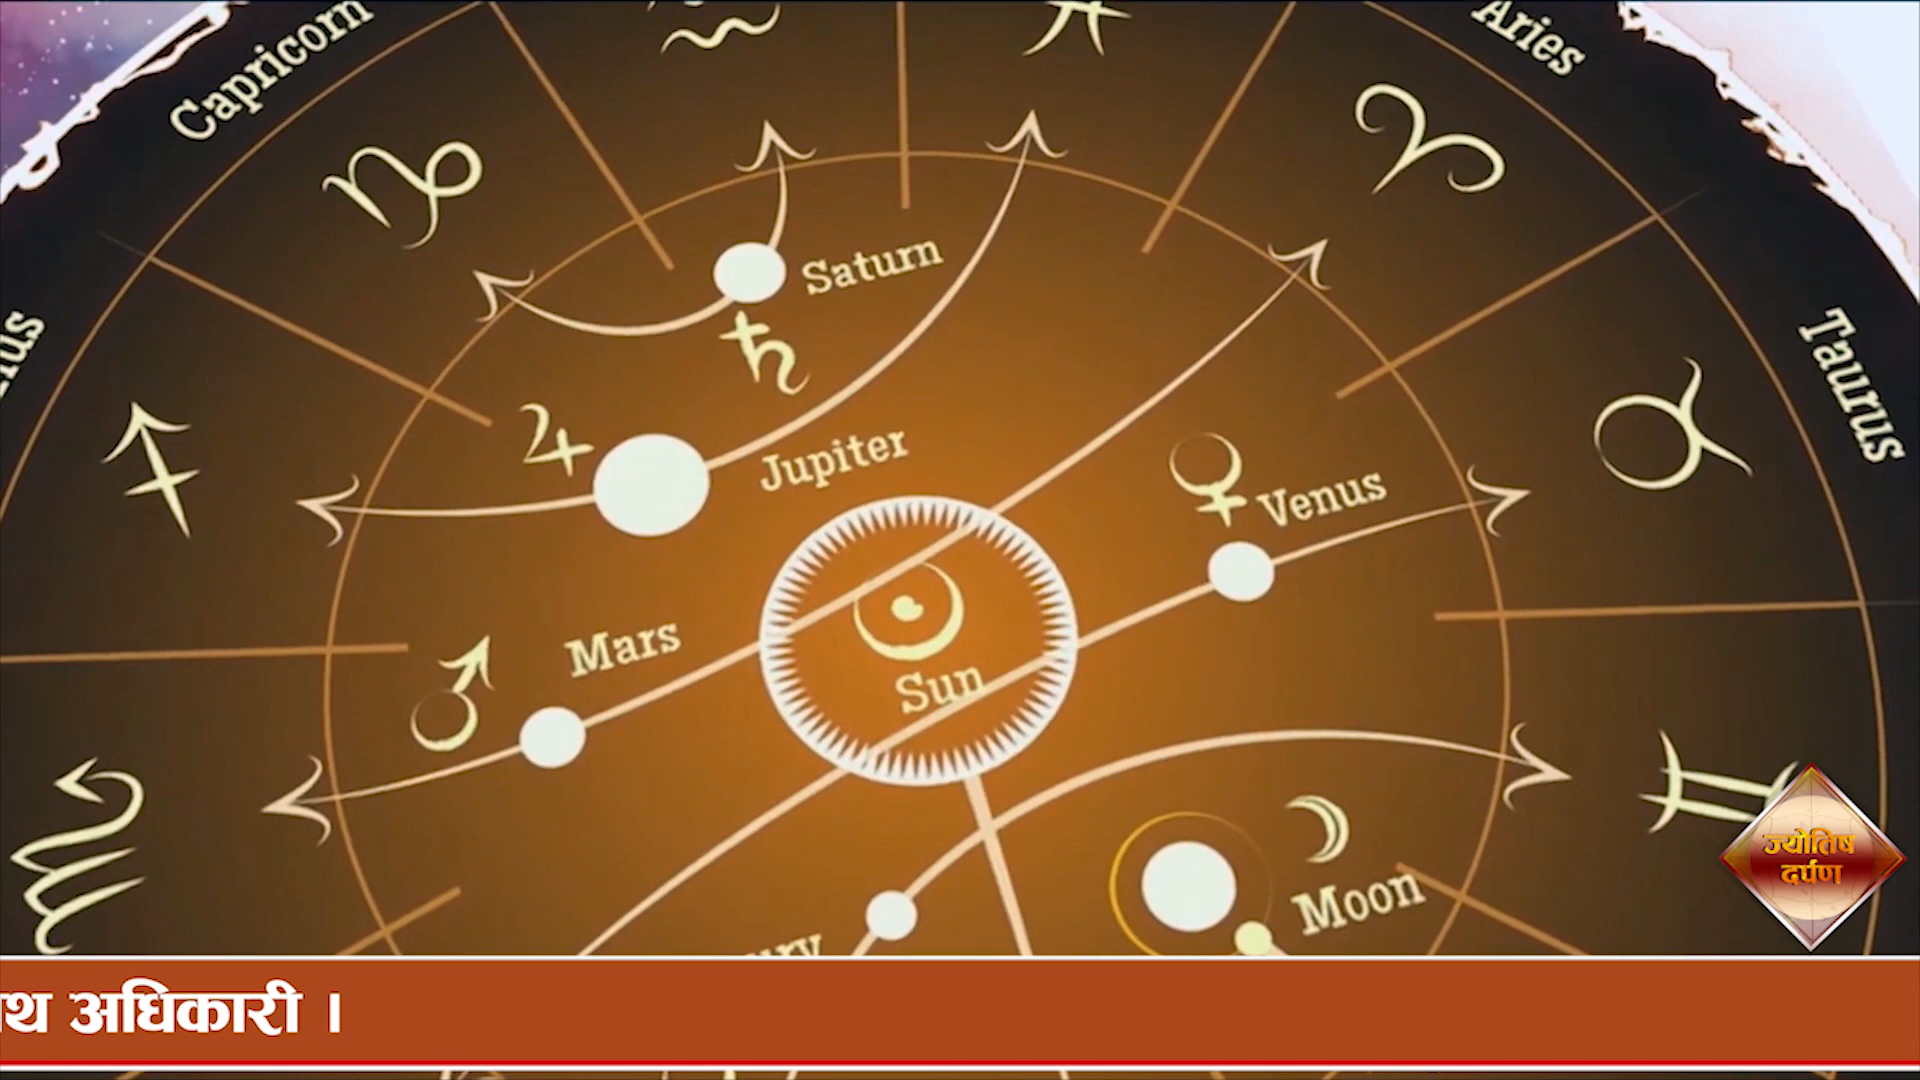 Capricorn
Aries
Taurus
Saturn
Jupiter
Venus
Mars
Sun
Moon
ज्योतिष
दर्पण
अधिकारी ।